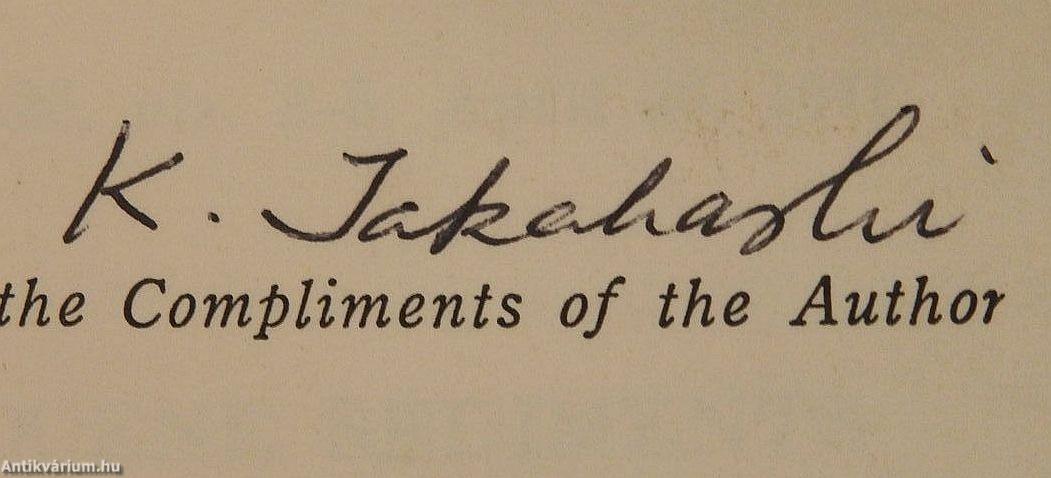 K. Takahashi
the Compliments of the Author
Antikvárium.hu